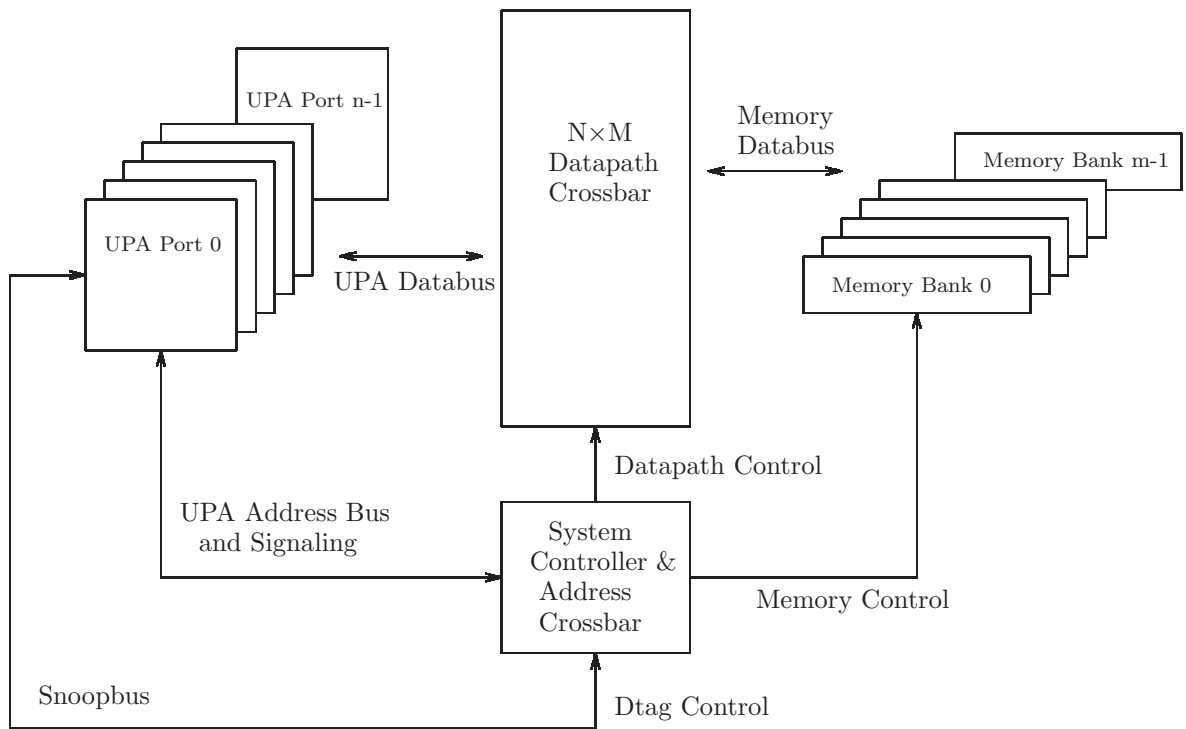 UPA Port n-1
N×M
Datapath
Crossbar
Memory
Databus
Memory Bank m-1
UPA Port 0
UPA Databus
Memory Bank 0
Datapath Control
UPA Address Bus
and Signaling
System
Controller &
Address
Crossbar
Memory Control
Snoopbus
Dtag Control